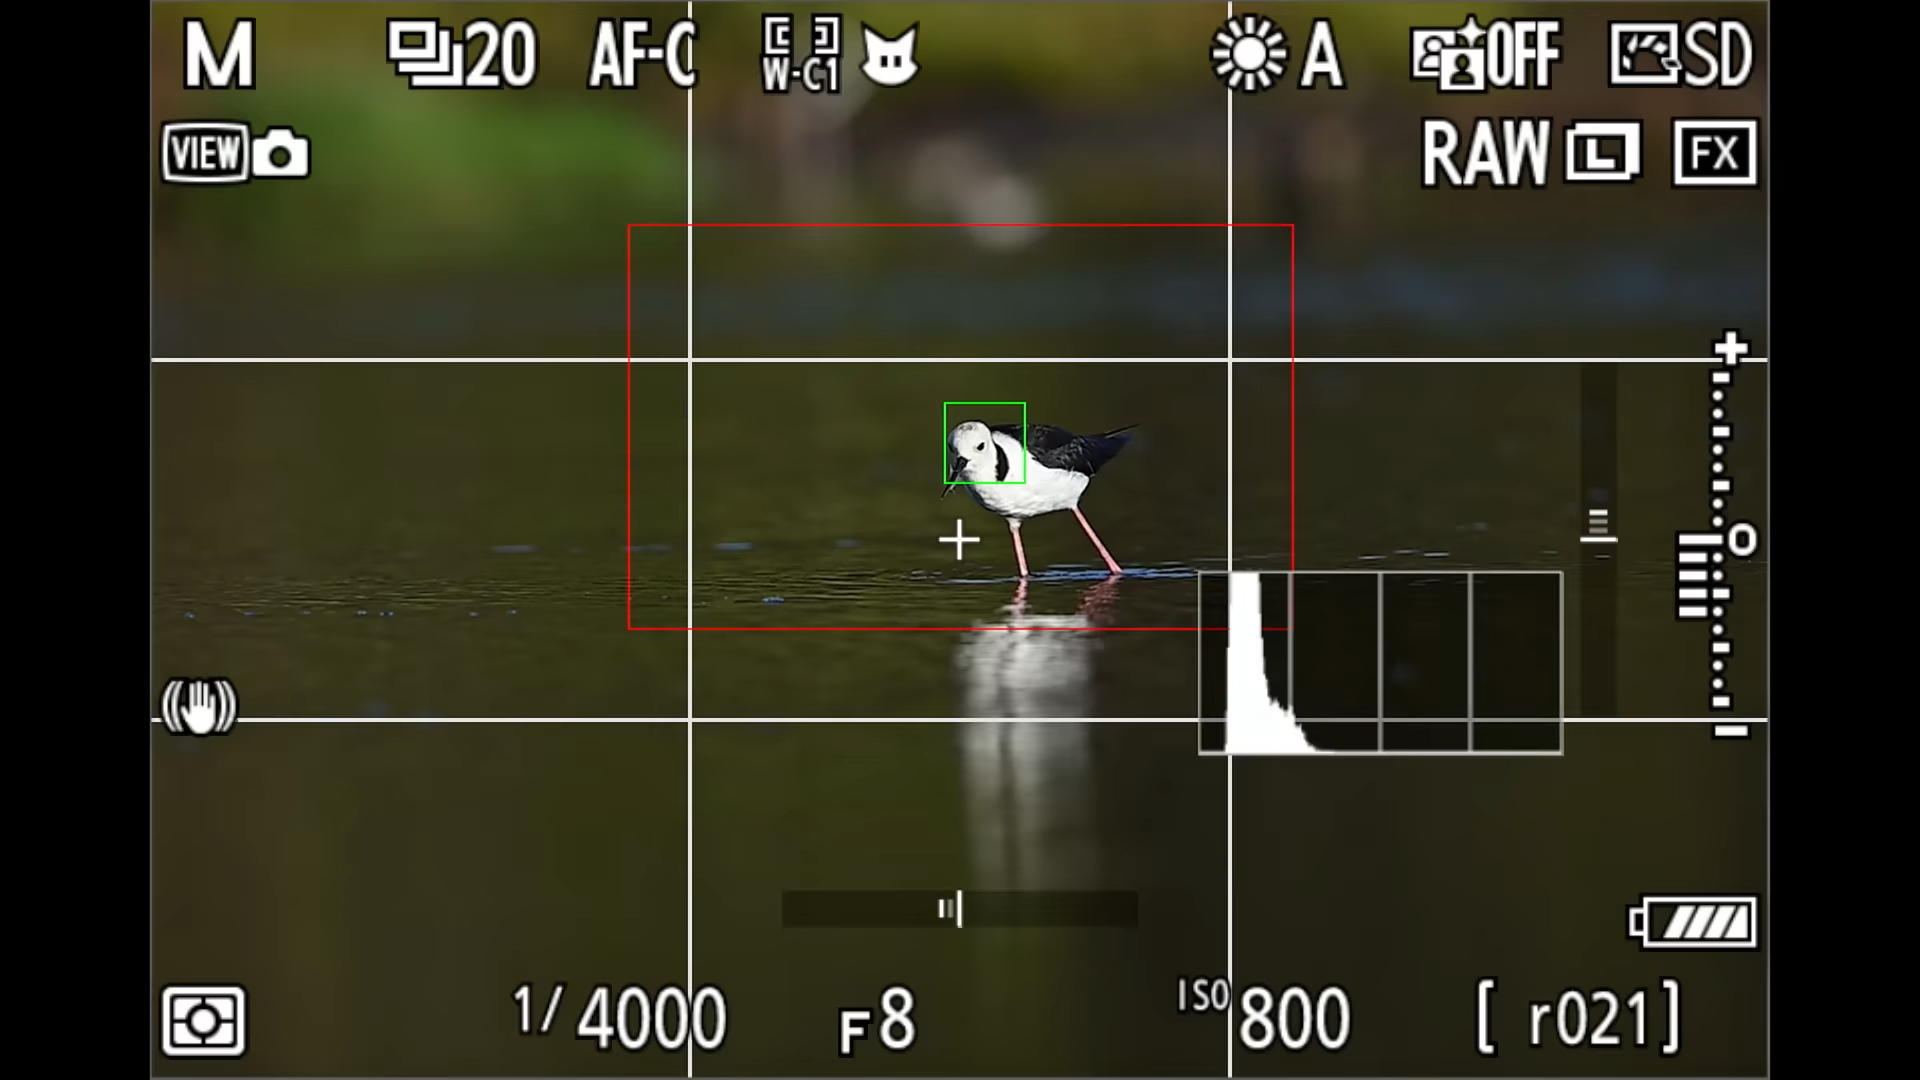 M 20 AF-C W-C1 A OFF SD
VIEW RAW L FX
+
0
-
1/4000 F8 ISO 800 [ r021]